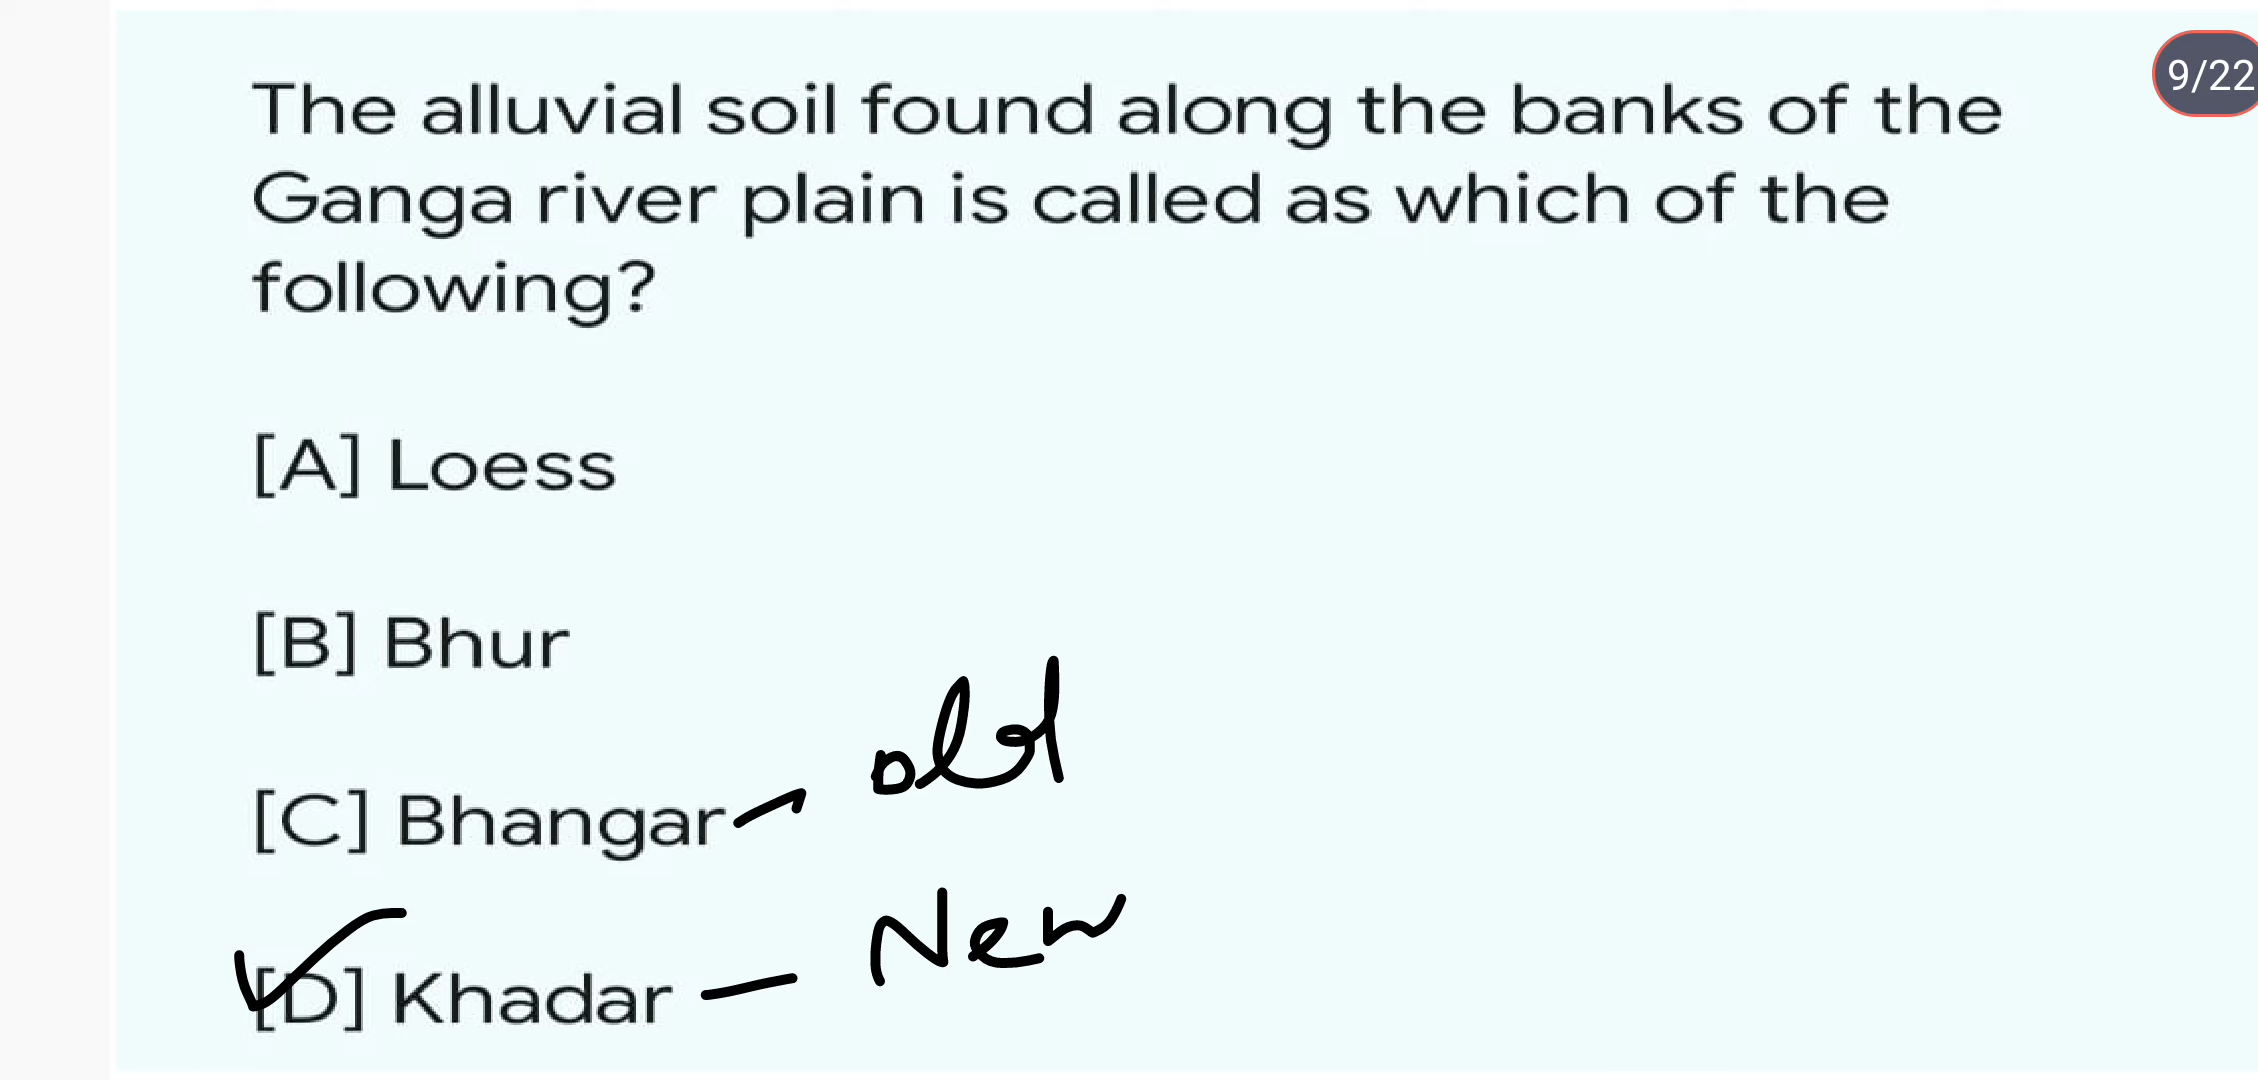 9/22
The alluvial soil found along the banks of the
Ganga river plain is called as which of the
following?
[A] Loess
[B] Bhur
old
[C] Bhangar
New
[D] Khadar